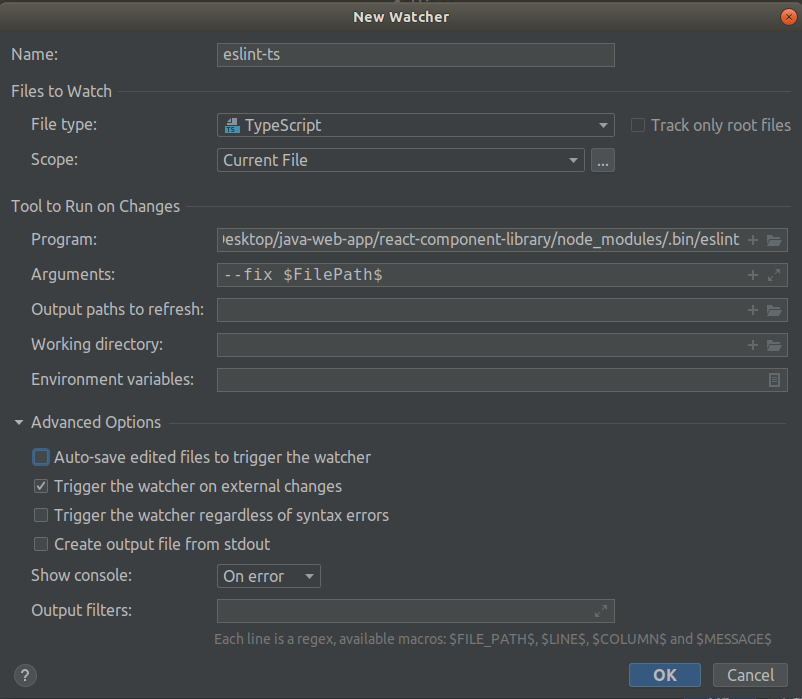 New Watcher
Name: eslint-ts
Files to Watch
File type: TypeScript Track only root files
Scope: Current File ...
Tool to Run on Changes
Program: Desktop/java-web-app/react-component-library/node_modules/.bin/eslint
Arguments: --fix $FilePath$
Output paths to refresh:
Working directory:
Environment variables:
Advanced Options
Auto-save edited files to trigger the watcher
Trigger the watcher on external changes
Trigger the watcher regardless of syntax errors
Create output file from stdout
Show console: On error
Output filters:
Each line is a regex, available macros: $FILE_PATH$, $LINE$, $COLUMN$ and $MESSAGE$
? OK Cancel